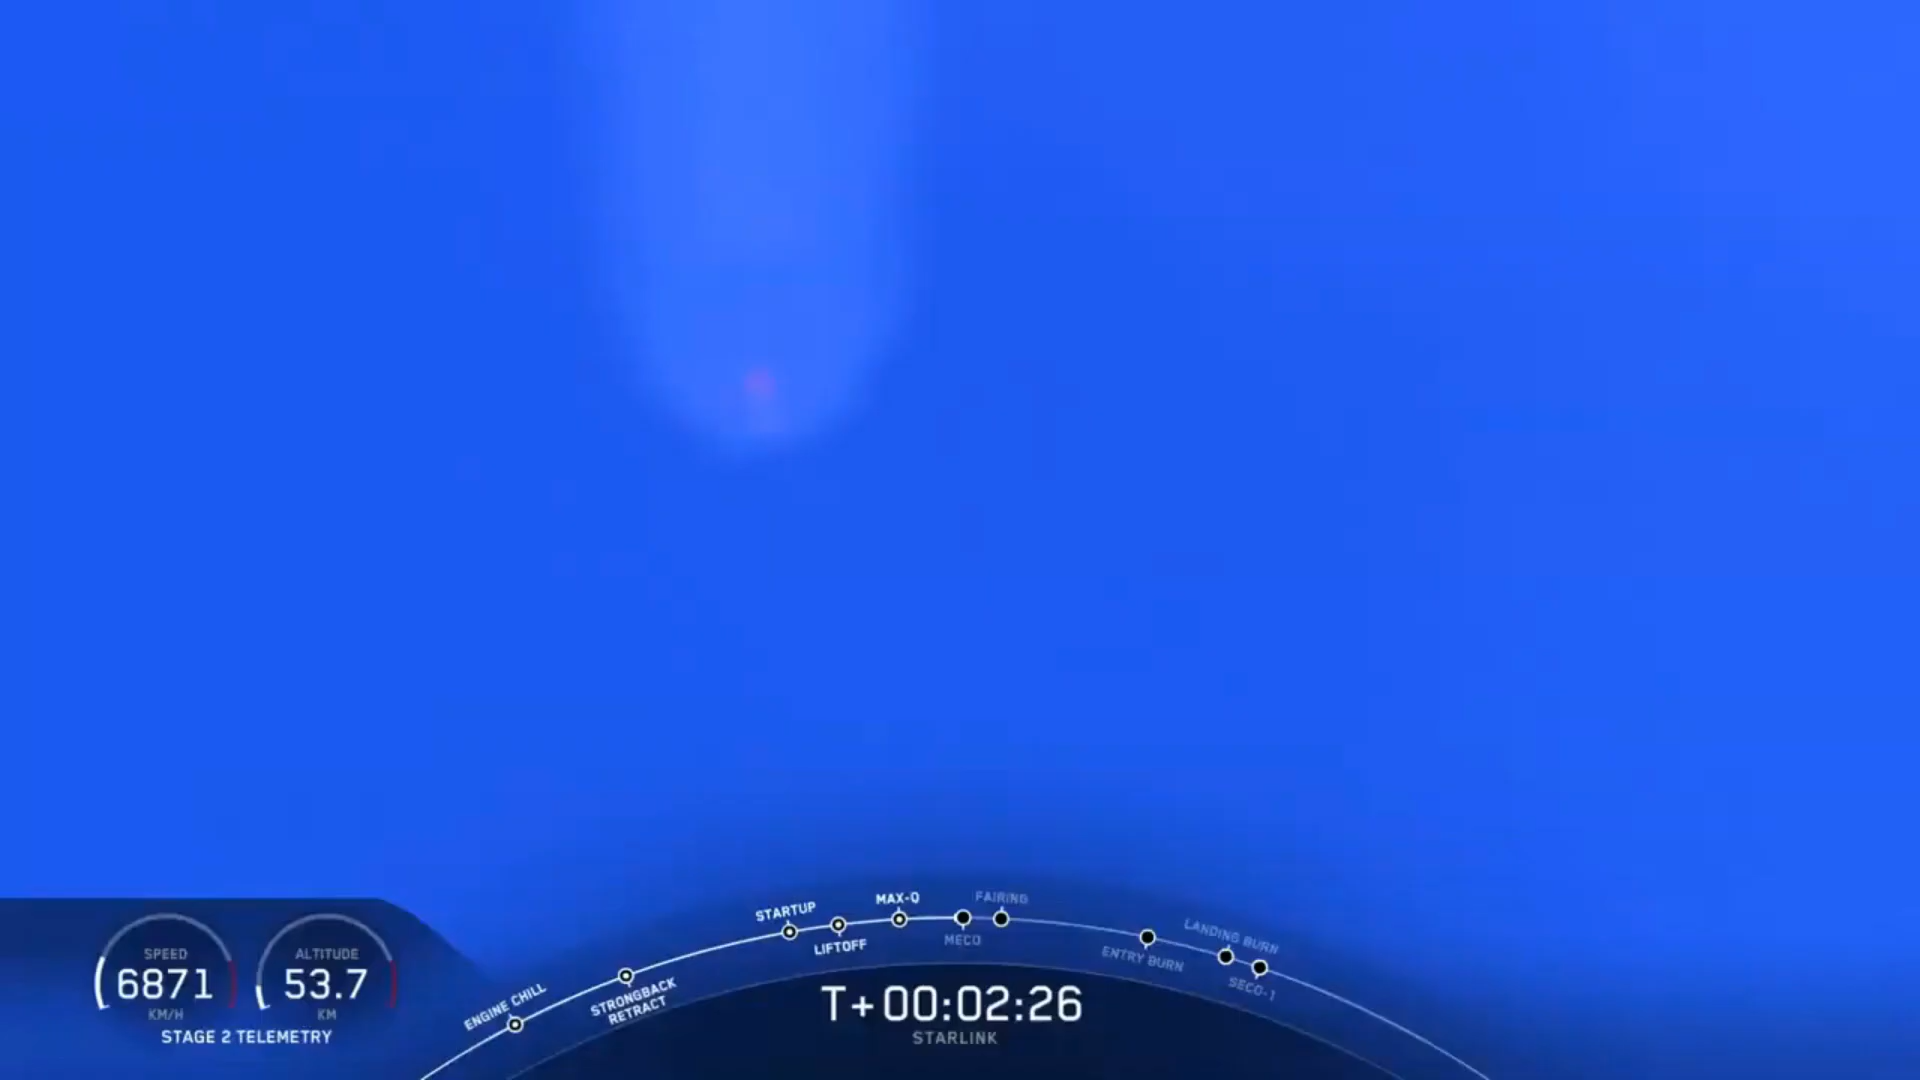 SPEED
6871
KM/H
ALTITUDE
53.7
KM
STAGE 2 TELEMETRY
ENGINE CHILL
STRONGBACK
RETRACT
STARTUP
LIFTOFF
MAX-Q
MECO
FAIRING
ENTRY BURN
LANDING BURN
SECO-1
T+00:02:26
STARLINK